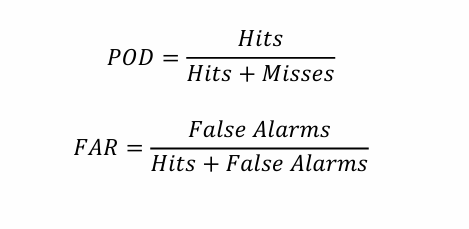 POD = Hits / Hits + Misses
FAR = False Alarms / Hits + False Alarms